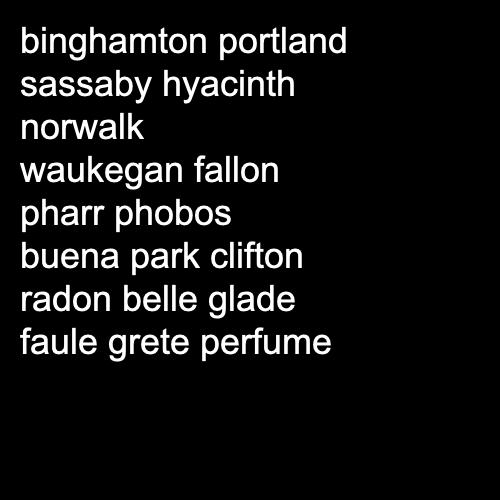 binghamton portland
sassaby hyacinth
norwalk
waukegan fallon
pharr phobos
buena park clifton
radon belle glade
faule grete perfume